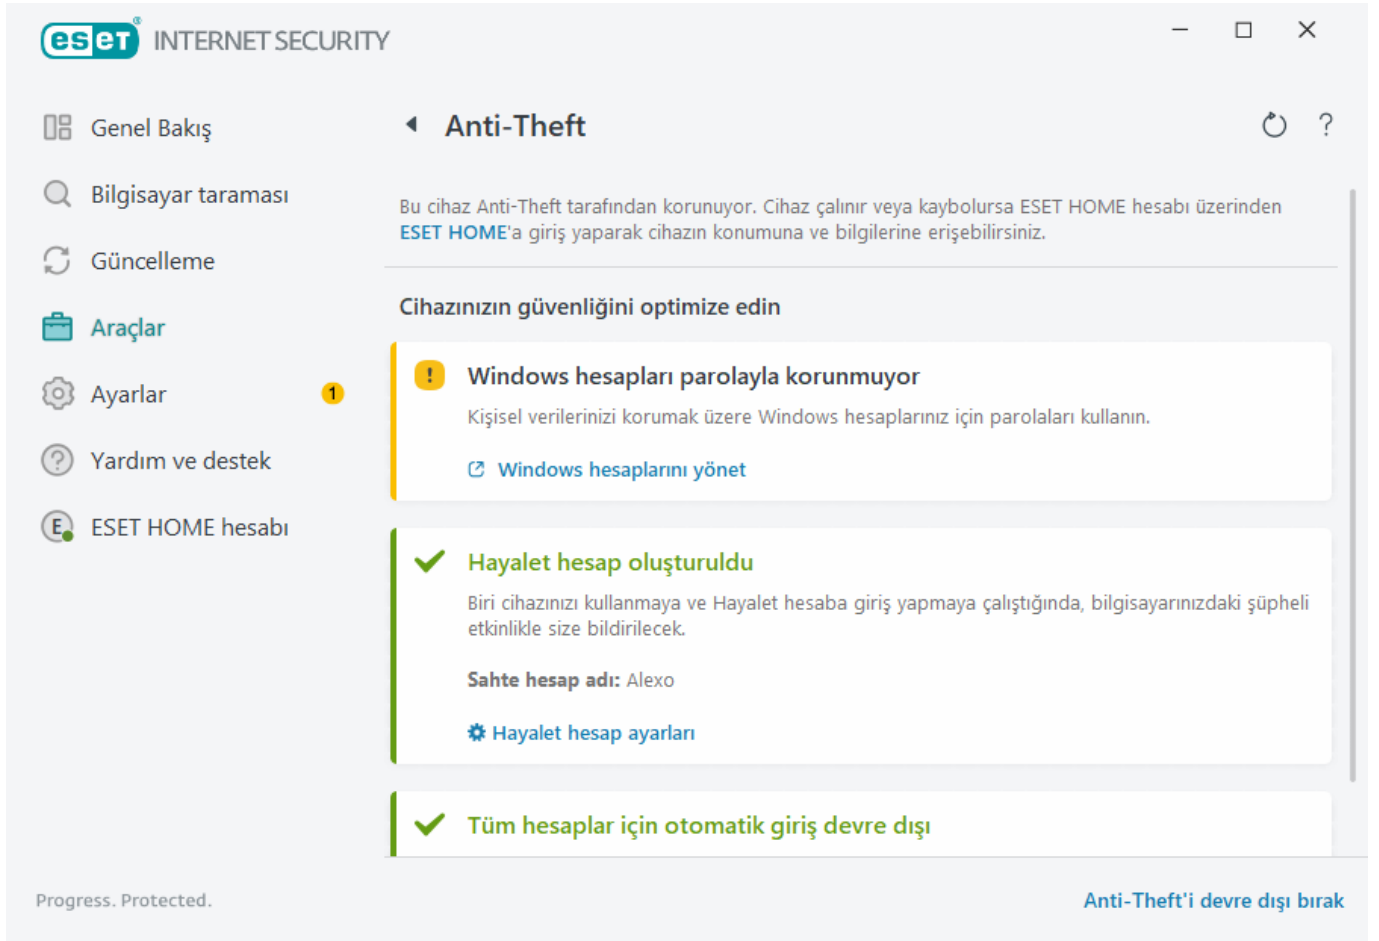 eset® INTERNET SECURITY
Genel Bakış
Bilgisayar taraması
Güncelleme
Araçlar
Ayarlar 1
Yardım ve destek
E ESET HOME hesabı
Anti-Theft ?
Bu cihaz Anti-Theft tarafından korunuyor. Cihaz çalınır veya kaybolursa ESET HOME hesabı üzerinden
ESET HOME'a giriş yaparak cihazın konumuna ve bilgilerine erişebilirsiniz.
Cihazınızın güvenliğini optimize edin
! Windows hesapları parolayla korunmuyor
Kişisel verilerinizi korumak üzere Windows hesaplarınız için parolaları kullanın.
Windows hesaplarını yönet
Hayalet hesap oluşturuldu
Biri cihazınızı kullanmaya ve Hayalet hesaba giriş yapmaya çalıştığında, bilgisayarınızdaki şüpheli
etkinlikle size bildirilecek.
Sahte hesap adı: Alexo
Hayalet hesap ayarları
Tüm hesaplar için otomatik giriş devre dışı
Progress. Protected.
Anti-Theft'i devre dışı bırak